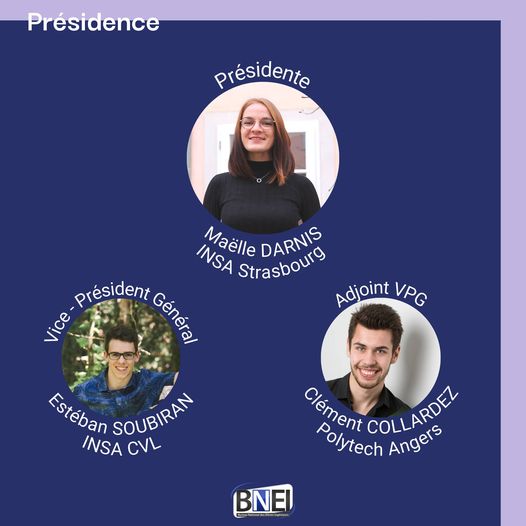 Présidence
Présidente
Maëlle DARNIS
INSA Strasbourg
Vice - Président Général
Estéban SOUBIRAN
INSA CVL
Adjoint VPG
Clément COLLARDEZ
Polytech Angers
BNEI